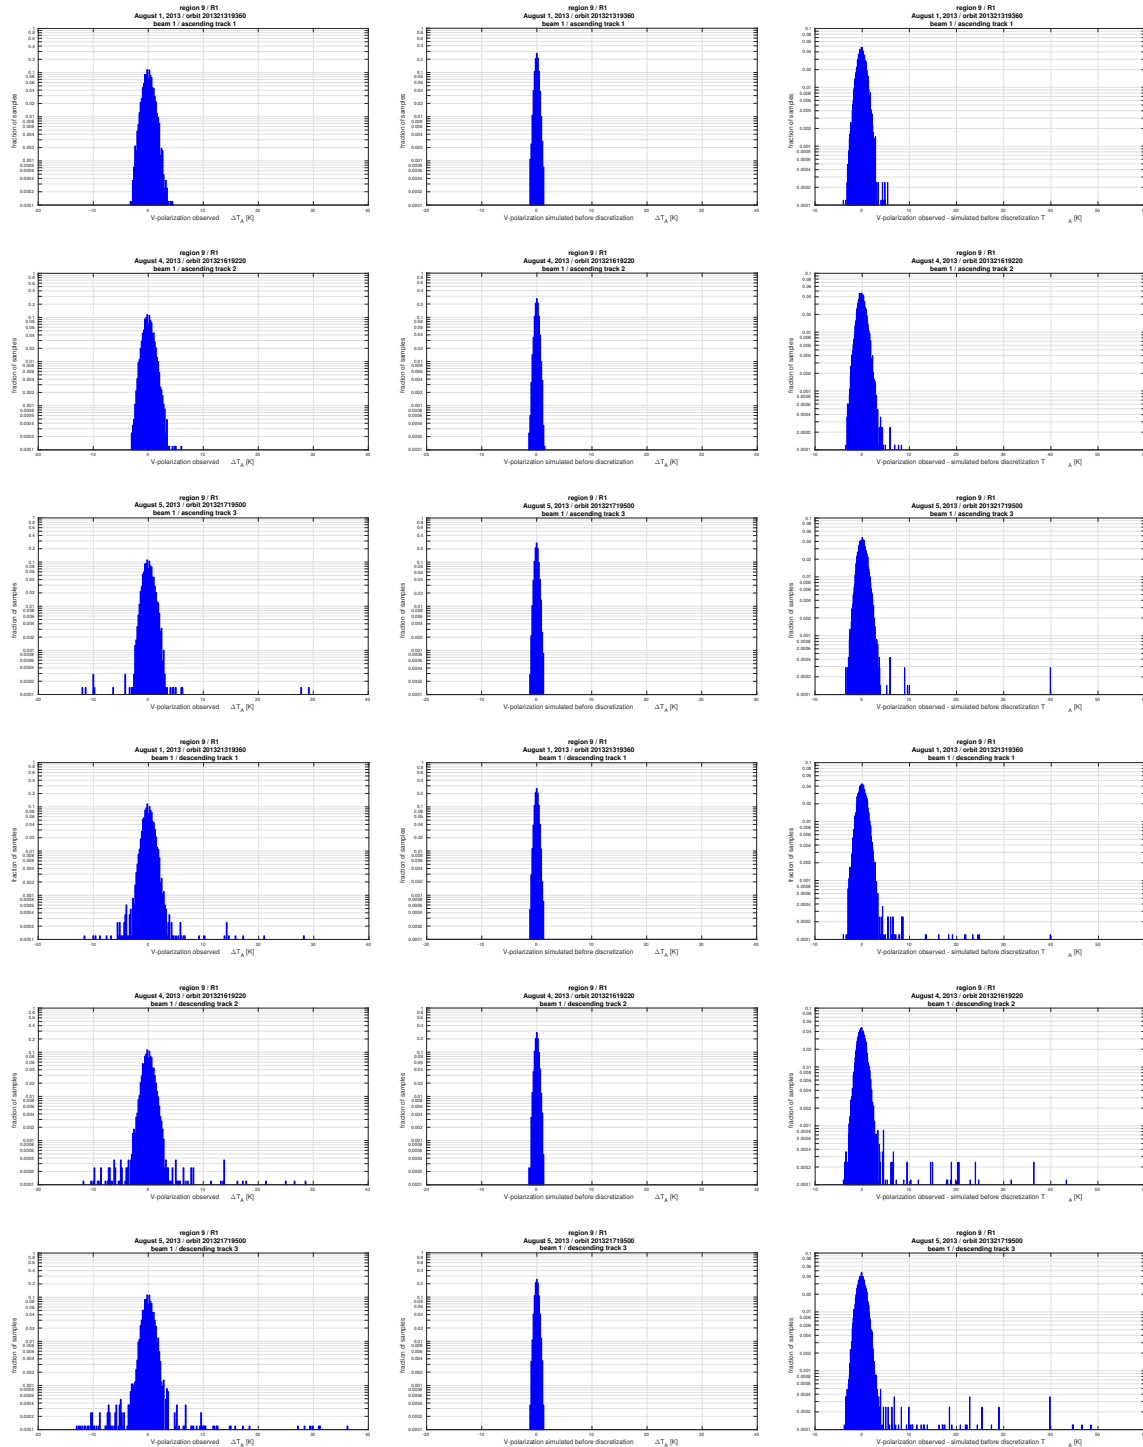 region 9 / R1
August 1, 2013 / orbit 201321319360
beam 1 / ascending track 1
fraction of samples
V-polarization observed ΔT_A [K]
region 9 / R1
August 1, 2013 / orbit 201321319360
beam 1 / ascending track 1
fraction of samples
V-polarization simulated before discretization ΔT_A [K]
region 9 / R1
August 1, 2013 / orbit 201321319360
beam 1 / ascending track 1
fraction of samples
V-polarization observed - simulated before discretization T_A [K]
region 9 / R1
August 4, 2013 / orbit 201321619220
beam 1 / ascending track 2
fraction of samples
V-polarization observed ΔT_A [K]
region 9 / R1
August 4, 2013 / orbit 201321619220
beam 1 / ascending track 2
fraction of samples
V-polarization simulated before discretization ΔT_A [K]
region 9 / R1
August 4, 2013 / orbit 201321619220
beam 1 / ascending track 2
fraction of samples
V-polarization observed - simulated before discretization T_A [K]
region 9 / R1
August 5, 2013 / orbit 201321719500
beam 1 / ascending track 3
fraction of samples
V-polarization observed ΔT_A [K]
region 9 / R1
August 5, 2013 / orbit 201321719500
beam 1 / ascending track 3
fraction of samples
V-polarization simulated before discretization ΔT_A [K]
region 9 / R1
August 5, 2013 / orbit 201321719500
beam 1 / ascending track 3
fraction of samples
V-polarization observed - simulated before discretization T_A [K]
region 9 / R1
August 1, 2013 / orbit 201321319360
beam 1 / descending track 1
fraction of samples
V-polarization observed ΔT_A [K]
region 9 / R1
August 1, 2013 / orbit 201321319360
beam 1 / descending track 1
fraction of samples
V-polarization simulated before discretization ΔT_A [K]
region 9 / R1
August 1, 2013 / orbit 201321319360
beam 1 / descending track 1
fraction of samples
V-polarization observed - simulated before discretization T_A [K]
region 9 / R1
August 4, 2013 / orbit 201321619220
beam 1 / descending track 2
fraction of samples
V-polarization observed ΔT_A [K]
region 9 / R1
August 4, 2013 / orbit 201321619220
beam 1 / descending track 2
fraction of samples
V-polarization simulated before discretization ΔT_A [K]
region 9 / R1
August 4, 2013 / orbit 201321619220
beam 1 / descending track 2
fraction of samples
V-polarization observed - simulated before discretization T_A [K]
region 9 / R1
August 5, 2013 / orbit 201321719500
beam 1 / descending track 3
fraction of samples
V-polarization observed ΔT_A [K]
region 9 / R1
August 5, 2013 / orbit 201321719500
beam 1 / descending track 3
fraction of samples
V-polarization simulated before discretization ΔT_A [K]
region 9 / R1
August 5, 2013 / orbit 201321719500
beam 1 / descending track 3
fraction of samples
V-polarization observed - simulated before discretization T_A [K]